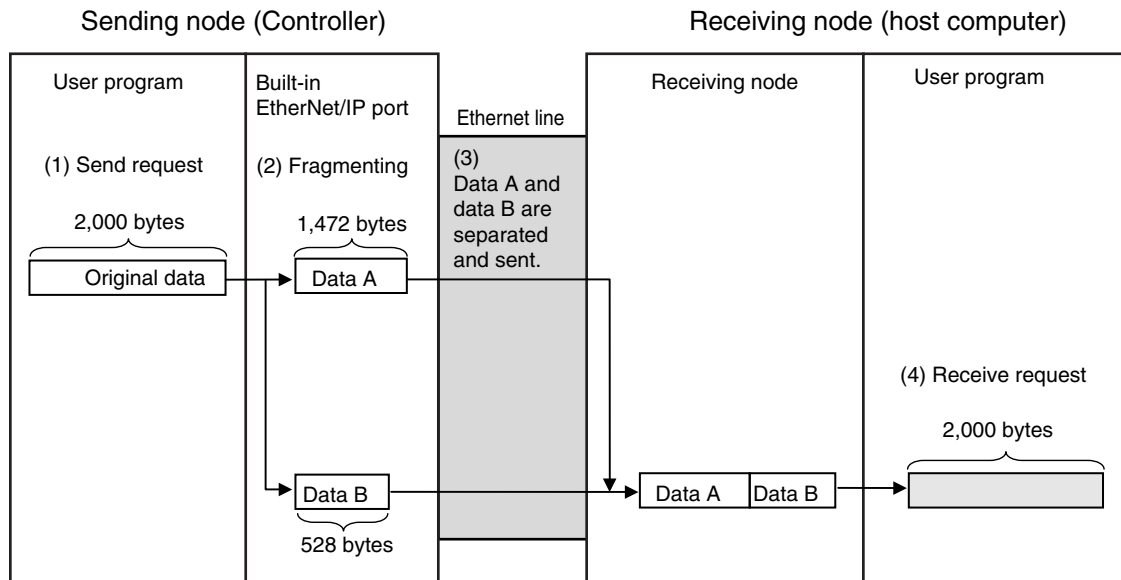 Sending node (Controller)
Receiving node (host computer)
User program
Built-in
EtherNet/IP port
Ethernet line
Receiving node
User program
(1) Send request
(2) Fragmenting
(3)
Data A and
data B are
separated
and sent.
2,000 bytes
1,472 bytes
Original data
Data A
(4) Receive request
2,000 bytes
Data B
Data A
Data B
528 bytes